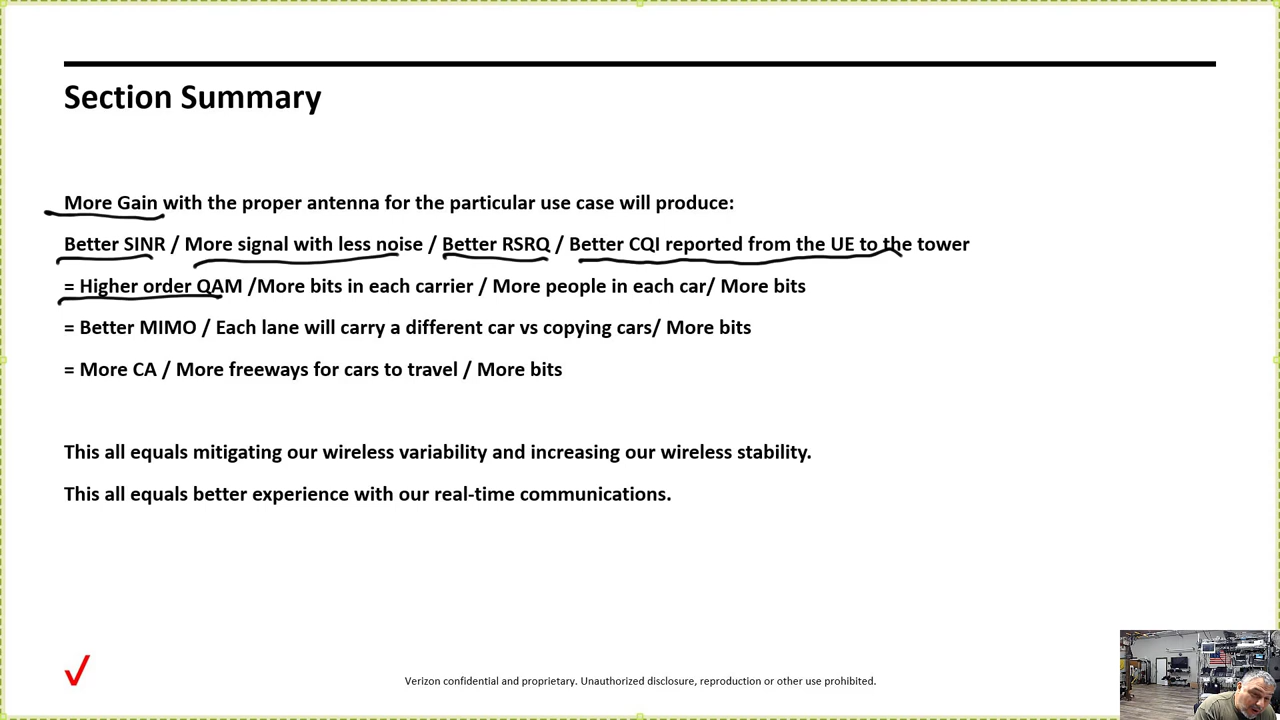 Section Summary
More Gain with the proper antenna for the particular use case will produce:
Better SINR / More signal with less noise / Better RSRQ / Better CQI reported from the UE to the tower
= Higher order QAM /More bits in each carrier / More people in each car/ More bits
= Better MIMO / Each lane will carry a different car vs copying cars/ More bits
= More CA / More freeways for cars to travel / More bits
This all equals mitigating our wireless variability and increasing our wireless stability.
This all equals better experience with our real-time communications.
Verizon confidential and proprietary. Unauthorized disclosure, reproduction or other use prohibited.